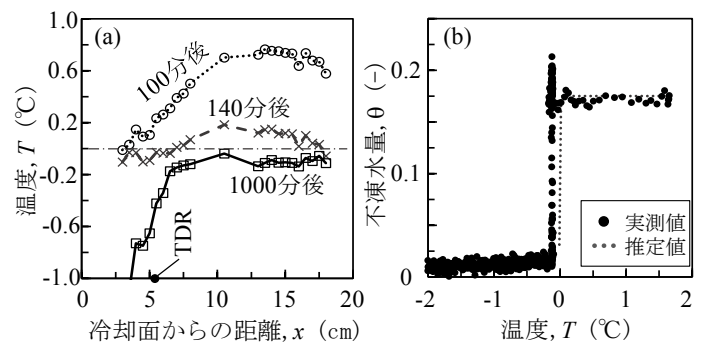 (a)
1.0
0.6
0.2
-0.2
-0.6
-1.0
温度, T (℃)
100分後
140分後
1000分後
TDR
0 5 10 15 20
冷却面からの距離, x (cm)
(b)
0.2
0.1
0
不凍水量, θ (-)
実測値
推定値
-2 -1 0 1 2
温度, T (℃)